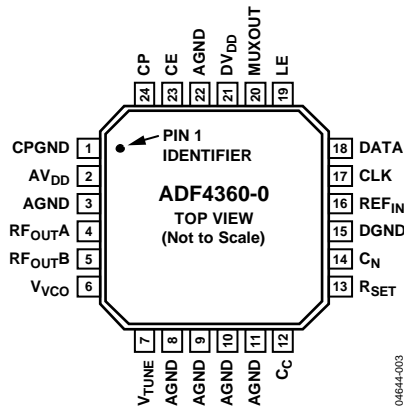 CP
CE
AGND
DVDD
MUXOUT
LE
24
23
22
21
20
19
CPGND 1
AVDD 2
AGND 3
RFOUTA 4
RFOUTB 5
VVCO 6
PIN 1
IDENTIFIER
ADF4360-0
TOP VIEW
(Not to Scale)
18 DATA
17 CLK
16 REFIN
15 DGND
14 CN
13 RSET
7
8
9
10
11
12
VTUNE
AGND
AGND
AGND
AGND
CC
04644-003